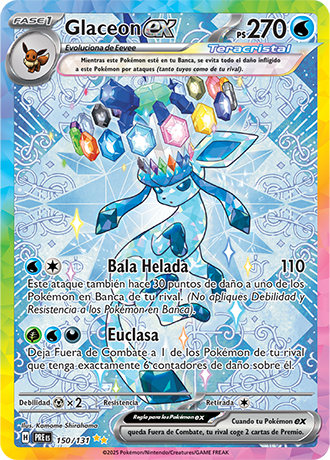 FASE 1
Glaceon ex PS 270
Evoluciona de Eevee
Teracristal
Mientras este Pokémon esté en tu Banca, se evita todo el daño infligido
a este Pokémon por ataques (tanto tuyos como de tu rival).
Bala Helada 110
Este ataque también hace 30 puntos de daño a uno de los
Pokémon en Banca de tu rival. (No apliques Debilidad y
Resistencia a los Pokémon en Banca).
Euclasa
Deja Fuera de Combate a 1 de los Pokémon de tu rival
que tenga exactamente 6 contadores de daño sobre él.
Debilidad ×2 Resistencia Retirada
Ilus. Kamome Shirahama
Regla para los Pokémon ex
Cuando tu Pokémon ex
queda Fuera de Combate, tu rival coge 2 cartas de Premio.
H PRE ES 150/131
©2025 Pokémon/Nintendo/Creatures/GAME FREAK